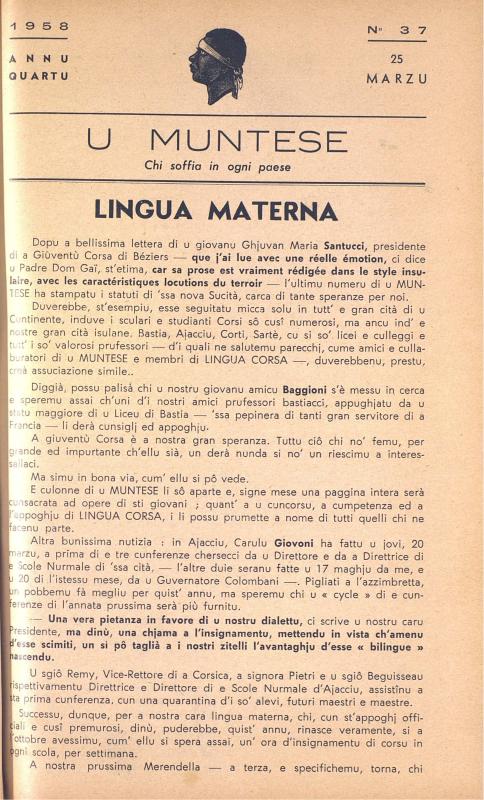 1958
ANNU
QUARTU
N° 37
25
MARZU
U MUNTESE
Chi soffia in ogni paese
LINGUA MATERNA
Dopu a bellissima lettera di u giovanu Ghjuvan Maria Santucci, presidente
di a Giüventù Corsa di Béziers — que j'ai lue avec une réelle émotion, ci dice
u Padre Dom Gaï, st'etima, car sa prose est vraiment rédigée dans le style insu-
laire, avec les caractéristiques locutions du terroir — l'ultimu numeru di u MUN-
TESE ha stampatu i statuti di 'ssa nova Sucità, carca di tante speranze per noi.
Duverebbe, st'esempiu, esse seguitatu micca solu in tutt' e gran cità di u
Cuntinente, induve i sculari e studianti Corsi sô cusì numerosi, ma ancu ind' e
nostre gran cità isulane, Bastia, Ajacciu, Corti, Sartè, cu si so' licei e culleggi e
tutt' i so' valorosi prufessori — d'i quali ne salutemu parecchj, cume amici e culla-
buratori di u MUNTESE e membri di LINGUA CORSA —, duverebbenu, prestu,
crià assuciazione simile..
Diggià, possu palisà chi u nostru giovanu amicu Baggioni s'è messu in cerca
e speremu assai ch'uni d'i nostri amici prufessori bastiacci, appughjatu da u
statu maggiore di u Liceu di Bastia — 'ssa pepinera di tanti gran servitore di a
Francia — li derà cunsiglj ed appoghju.
A giuventù Corsa è a nostra gran speranza. Tuttu ciô chi no' femu, per
grande ed impurtante ch'ellu sià, un derà nunda si no' un riescimu a interes-
sallaci.
Ma simu in bona via, cum' ellu si pô vede.
E culonne di u MUNTESE li sô aparte e, signe mese una paggina intera serà
cunsacrata ad opere di sti giovani ; quant' a u cuncorsu, a cumpetenza ed a
l'appoghju di LINGUA CORSA, i li possu prumette a nome di tutti quelli chi ne
facenu parte.
Altra bunissima nutizia : in Ajacciu, Carulu Giovoni ha fattu u jovi, 20
marzu, a prima di e tre cunferenze chersecci da u Direttore e da a Direttrice di
e Scole Nurmale di 'ssa cità, — l'altre duie seranu fatte u 17 maghju da me, e
u 20 di l'istessu mese, da u Guvernatore Colombani —. Pigliati a l'azzimbretta,
un pobbemu fà megliu per quist' annu, ma speremu chi u « cycle » di e cun-
ferenze di l'annata prussima serà più furnitu.
— Una vera pietanza in favore di u nostru dialettu, ci scrive u nostru caru
Presidente, ma dinù, una chjama a l'insignamentu, mettendu in vista ch'amenu
d'esse scimiti, un si pô taglià a i nostri zitelli l'avantaghju d'esse « bilingue »
nascendu.
U sgiô Remy, Vice-Rettore di a Corsica, a signora Pietri e u sgiô Beguisseau
rispettivamentu Direttrice e Direttore di e Scole Nurmale d'Ajacciu, assistînu a
sta prima cunferenza, cun una quarantina d'i so' alevi, futuri maestri e maestre.
Successu, dunque, per a nostra cara lingua materna, chi, cun st'appoghj offi-
ciali e cusì premurosi, dinù, puderebbe, quist' annu, rinasce veramente, si a
l'ottobre avessimu, cum' ellu si spera assai, un' ora d'insignamentu di corsu in
ogni scola, per settimana.
A nostra prussima Merendella — a terza, e specifichemu, torna, chi